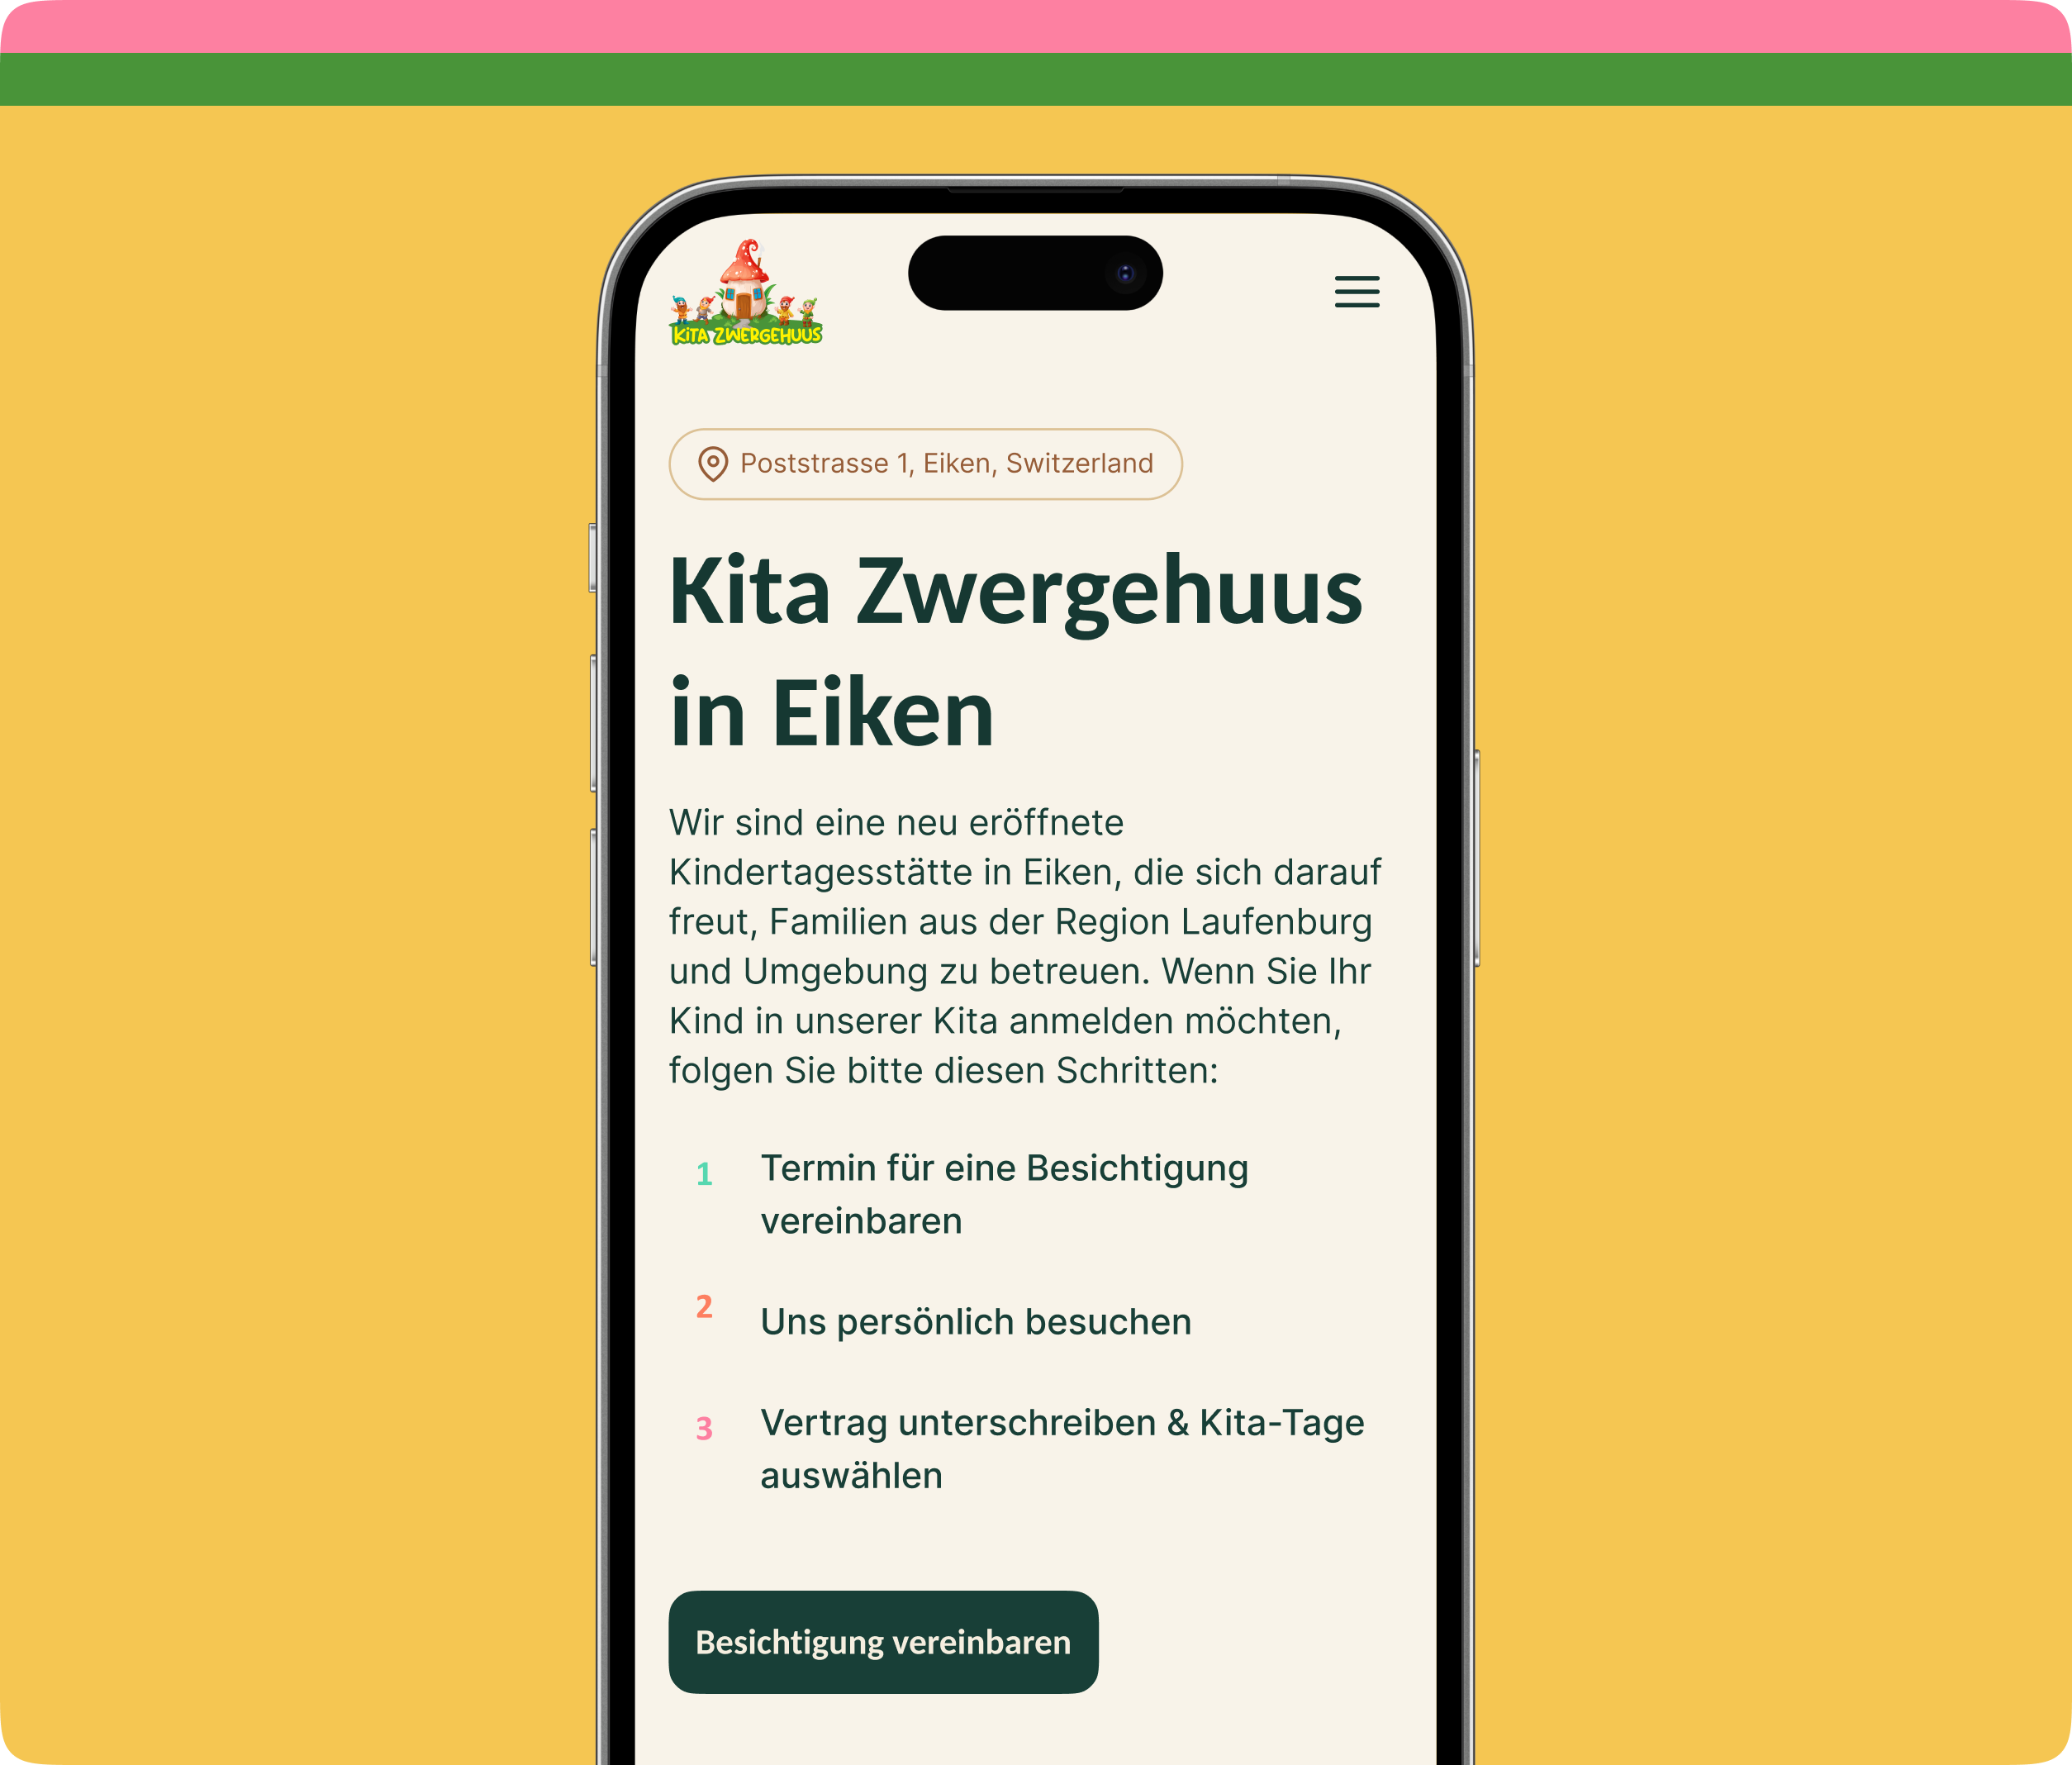 KiTA ZWERGEHUUS
Poststrasse 1, Eiken, Switzerland
Kita Zwergehuus
in Eiken
Wir sind eine neu eröffnete
Kindertagesstätte in Eiken, die sich darauf
freut, Familien aus der Region Laufenburg
und Umgebung zu betreuen. Wenn Sie Ihr
Kind in unserer Kita anmelden möchten,
folgen Sie bitte diesen Schritten:
1 Termin für eine Besichtigung
vereinbaren
2 Uns persönlich besuchen
3 Vertrag unterschreiben & Kita-Tage
auswählen
Besichtigung vereinbaren